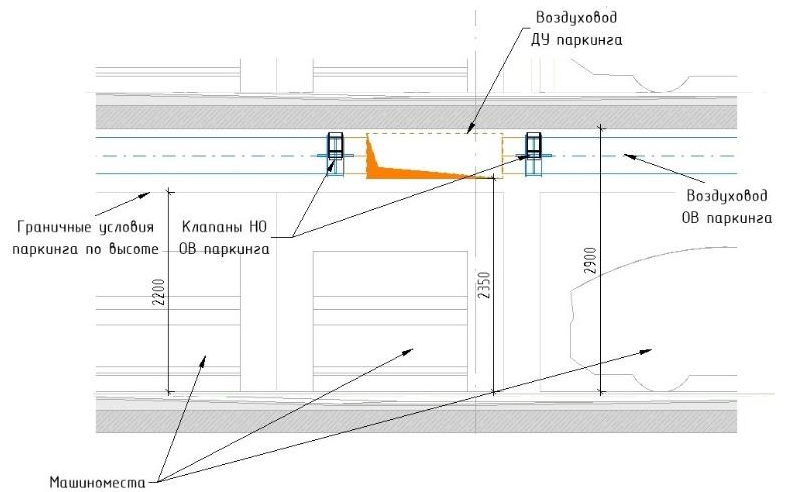 Воздуховод
ДУ паркинга
Граничные условия
паркинга по высоте
Клапаны НО
ОВ паркинга
Воздуховод
ОВ паркинга
2200
2350
2900
Машиноместа